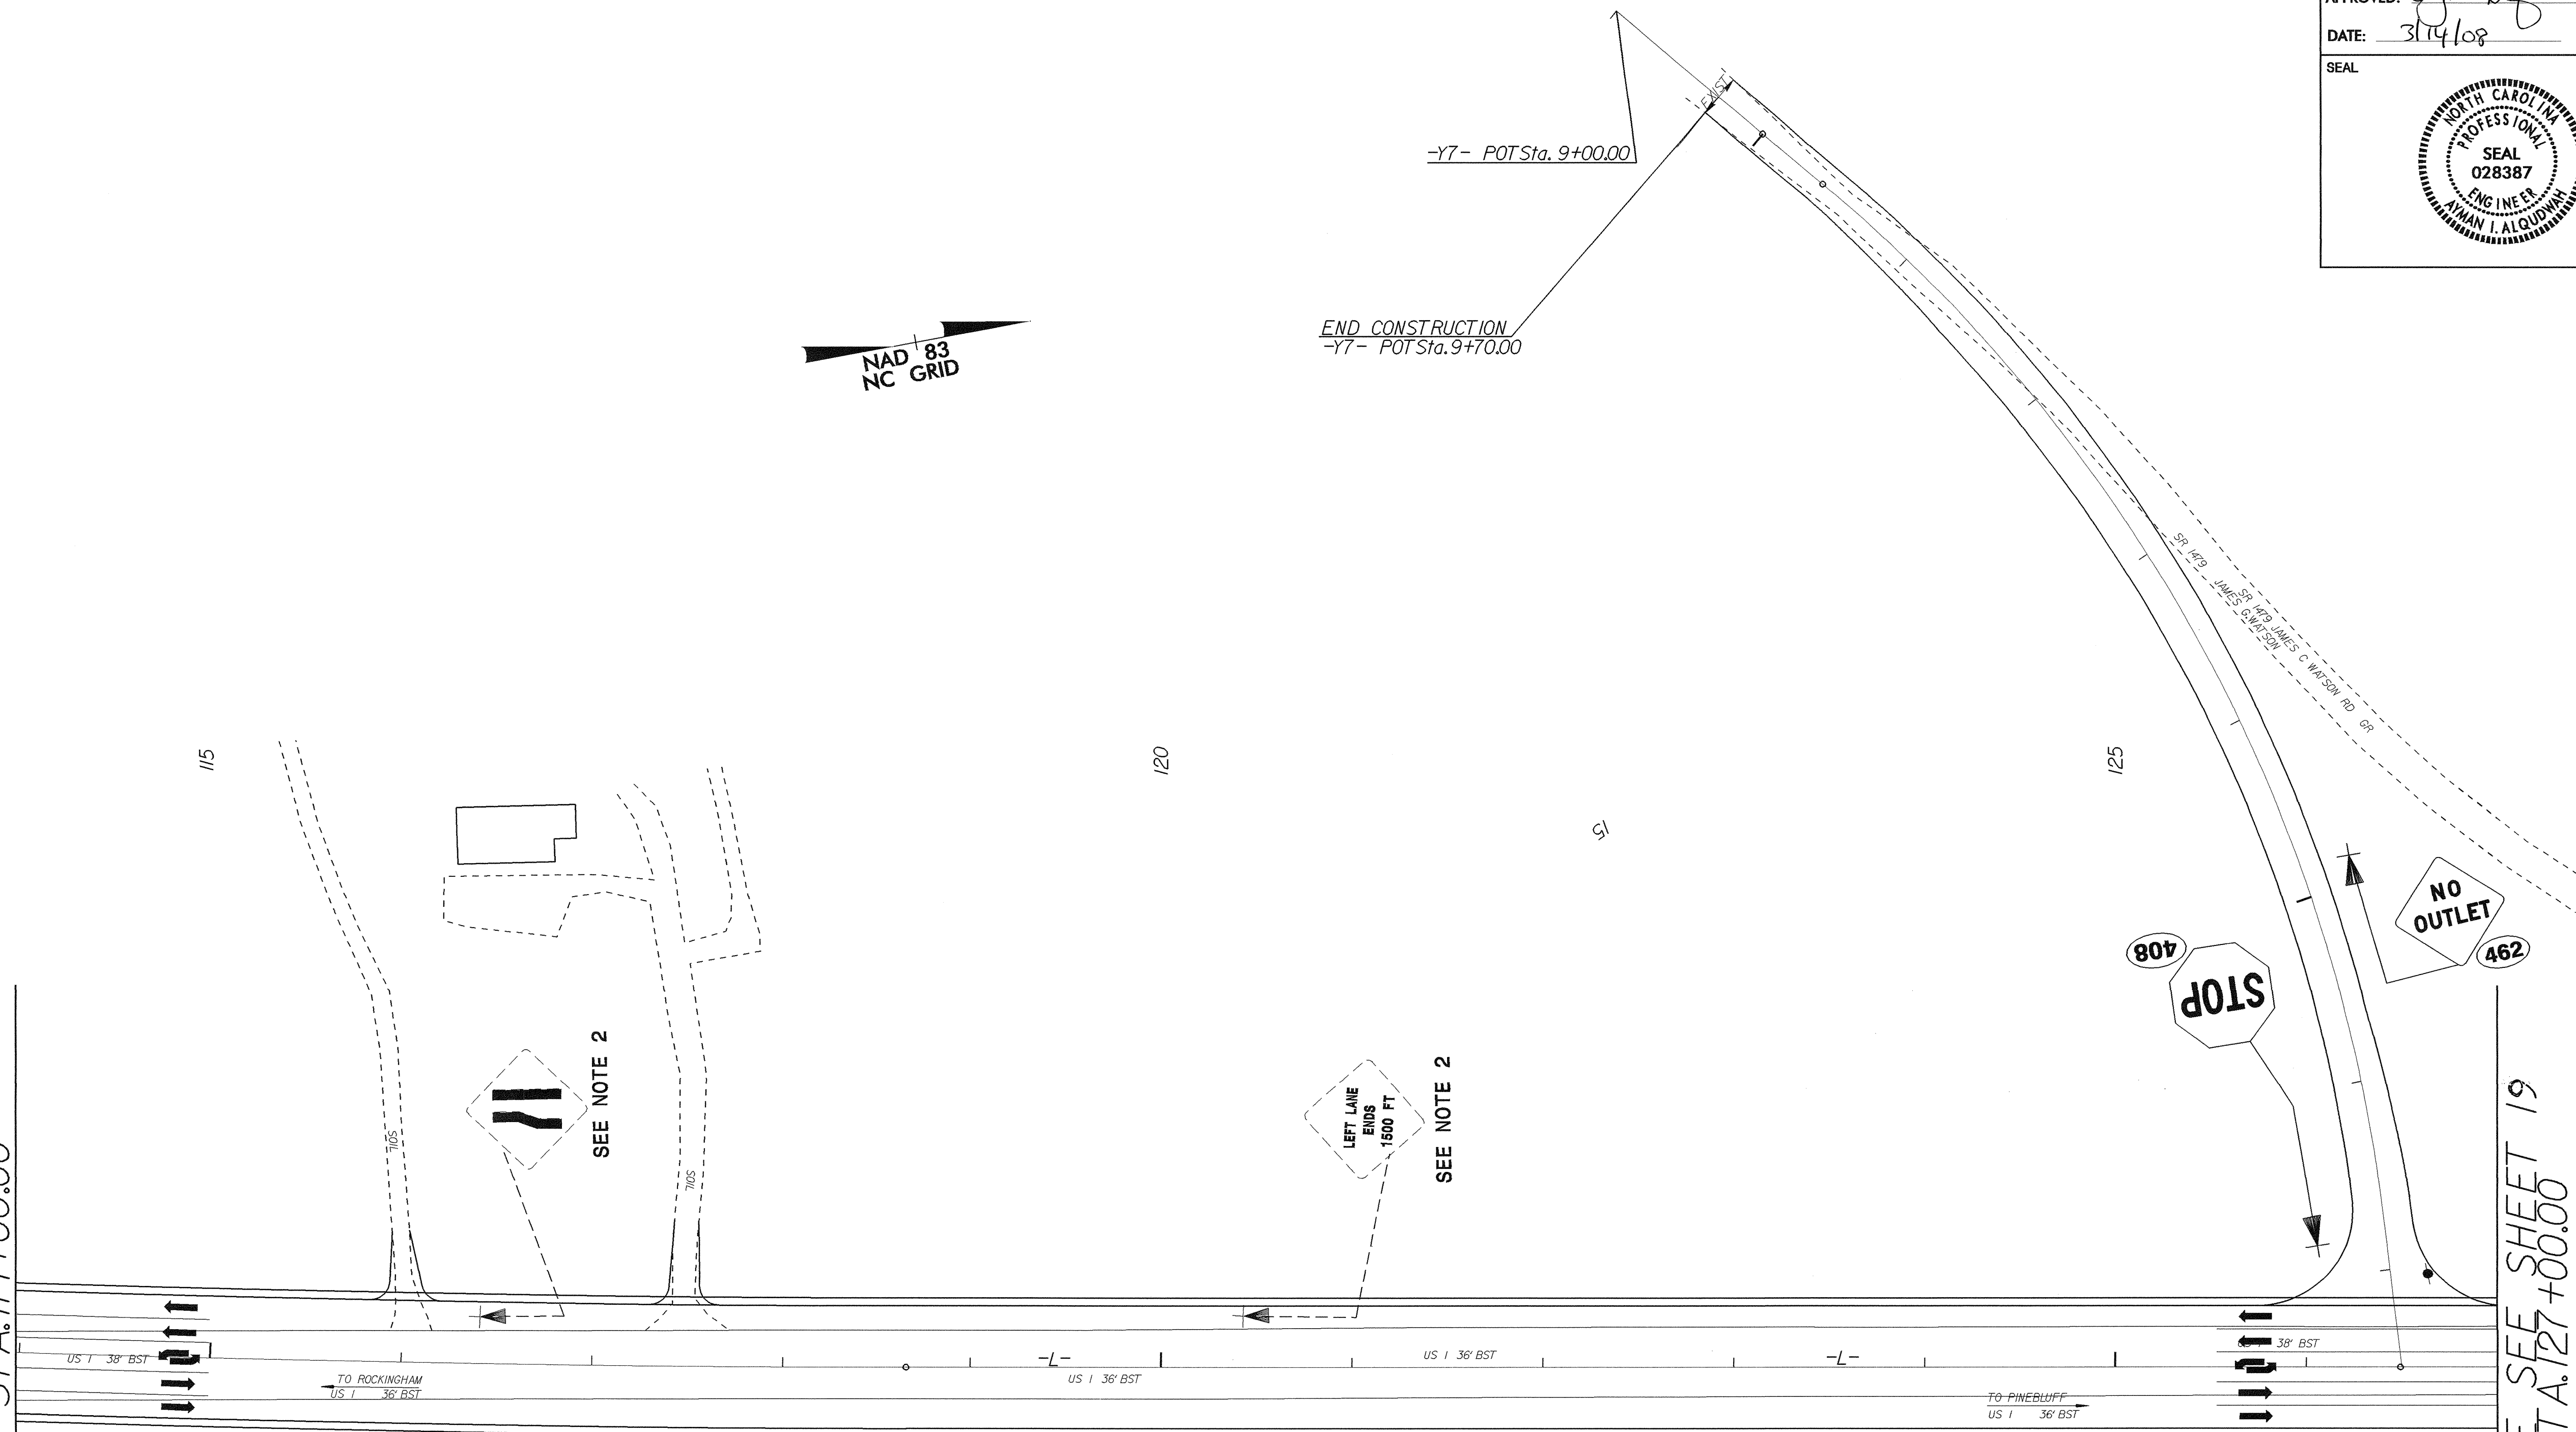 DATE: 3/14/08
SEAL
NORTH CAROLINA
PROFESSIONAL
SEAL
028387
ENGINEER
AYMAN I. ALQUDWAH
-Y7- POT Sta. 9+00.00
EXIST
END CONSTRUCTION
-Y7- POT Sta. 9+70.00
NAD 83
NC GRID
SR 1479 JAMES G.WATSON
SR 1479 JAMES C WATSON RD GR
115
120
125
15
NO
OUTLET
462
408
STOP
SEE NOTE 2
LEFT LANE
ENDS
1500 FT
SEE NOTE 2
SOIL
SOIL
US 1 38' BST
TO ROCKINGHAM
US 1 36' BST
-L-
US 1 36' BST
US 1 36' BST
-L-
TO PINEBLUFF
US 1 36' BST
US 1 38' BST
SEE SHEET 19
STA.127+00.00